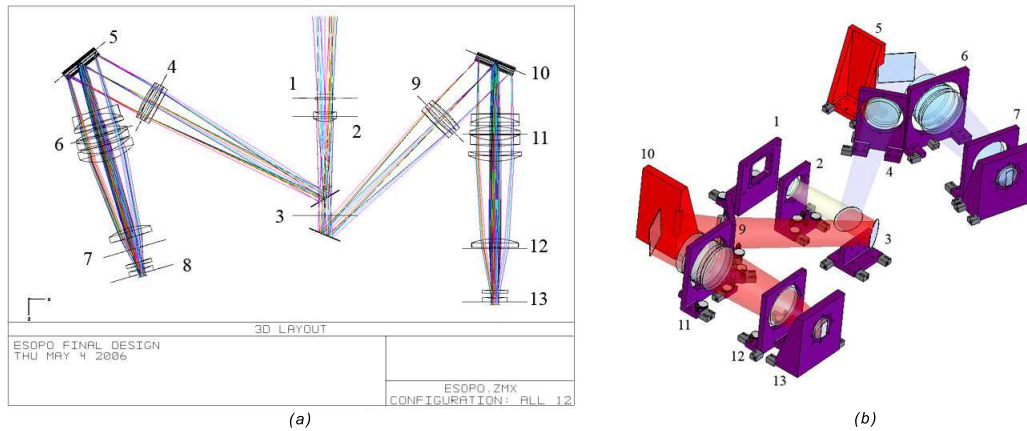 5
4
1
2
9
10
6
11
3
7
8
12
13
X
Z
3D LAYOUT
ESOPO FINAL DESIGN
THU MAY 4 2006
ESOPO.ZMX
CONFIGURATION: ALL 12
(a)
5
6
7
1
2
4
10
9
3
11
12
13
(b)